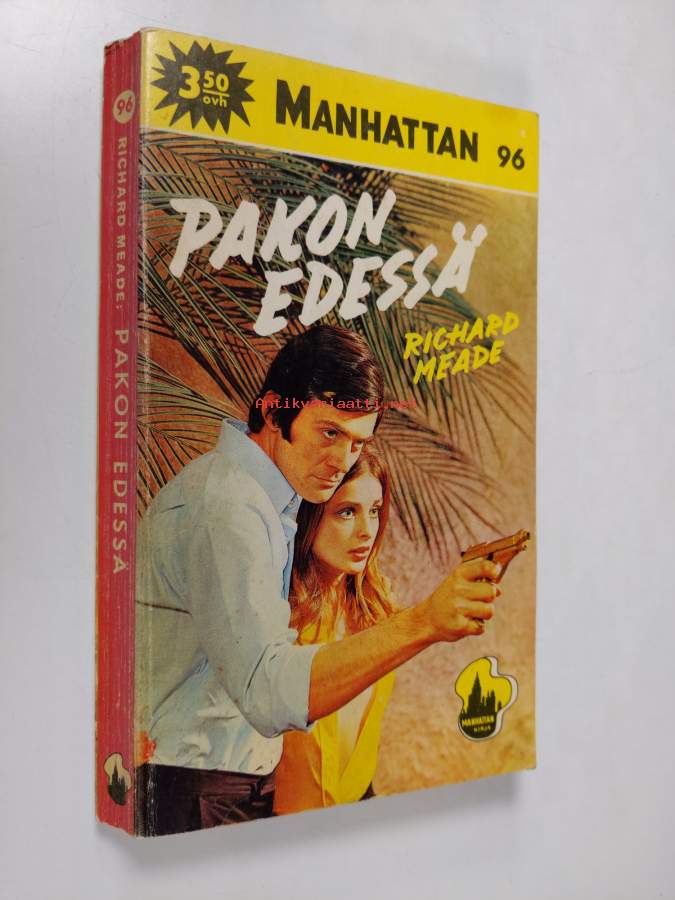 3 50
ovh
MANHATTAN 96
PAKON
EDESSÄ
RICHARD
MEADE
Antikvariaatti.net
MANHATTAN
KIRJA
96 RICHARD MEADE: PAKON EDESSÄ